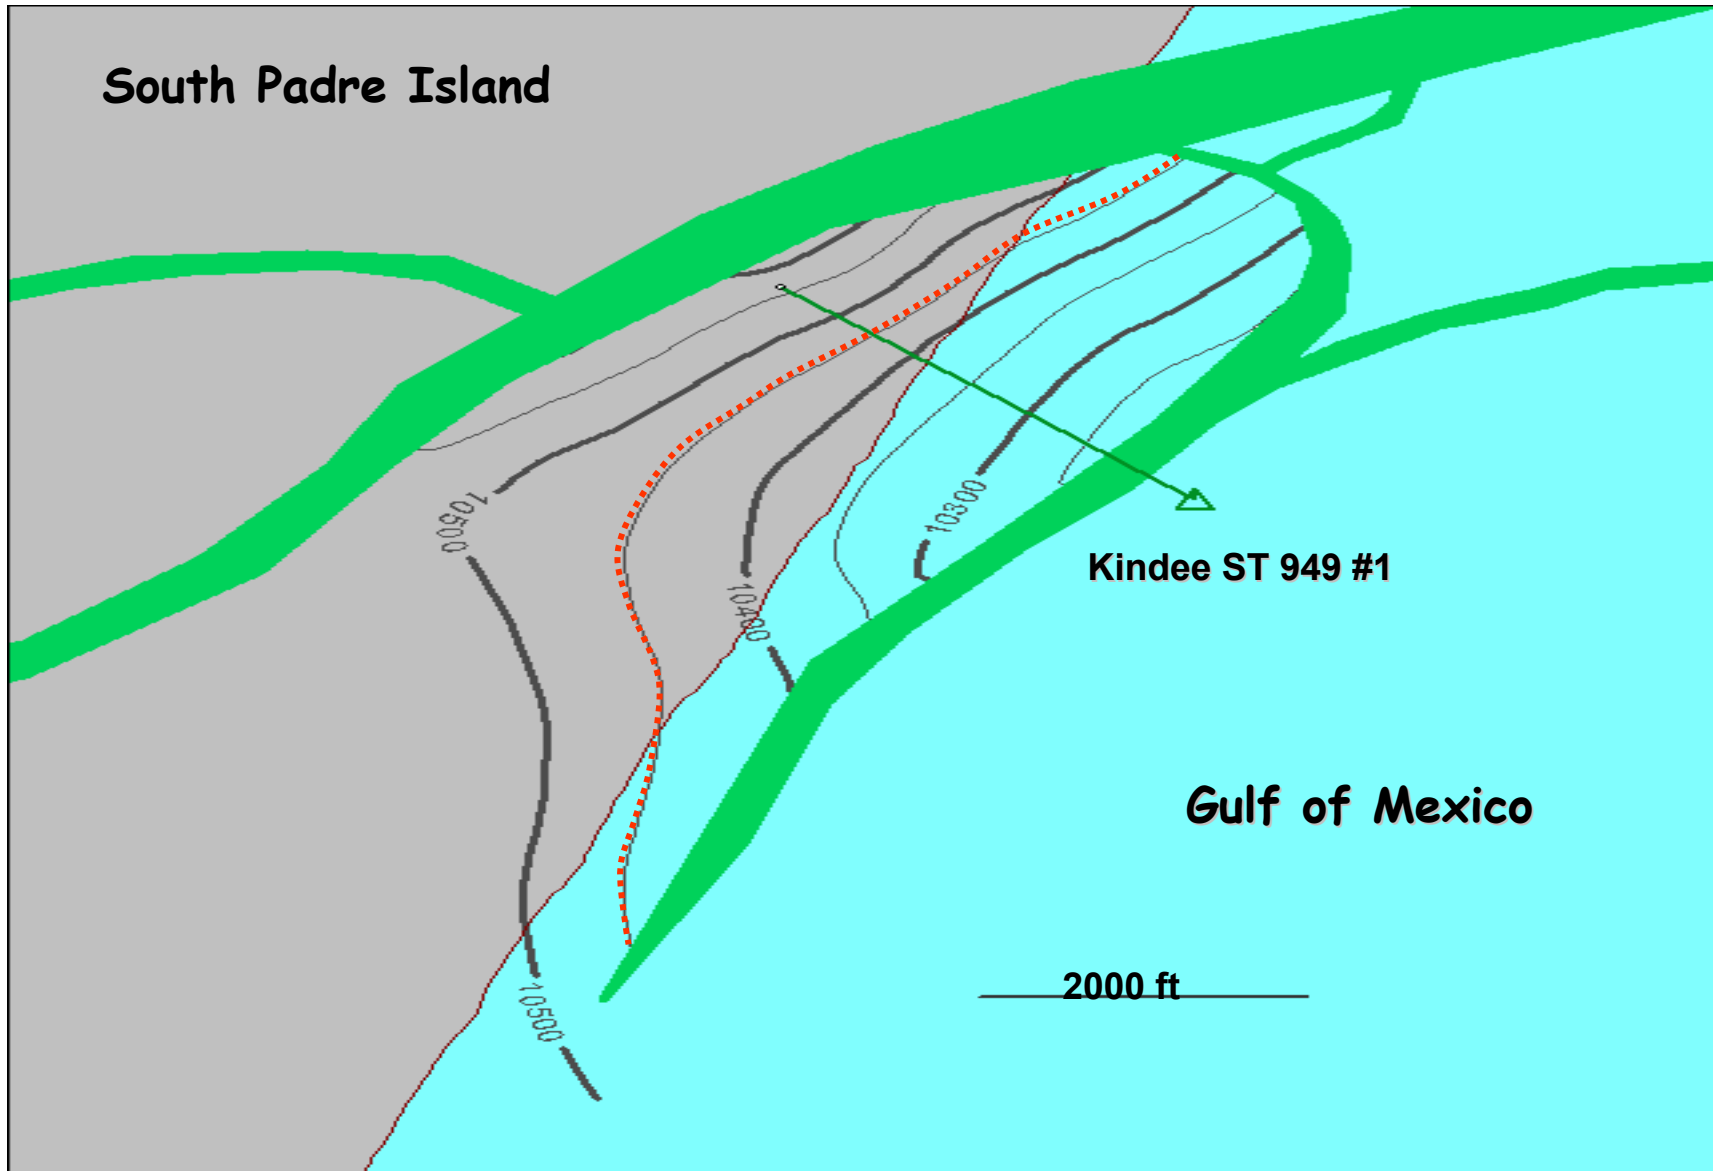 South Padre Island
10500
10300
Kindee ST 949 #1
10400
Gulf of Mexico
2000 ft
10500